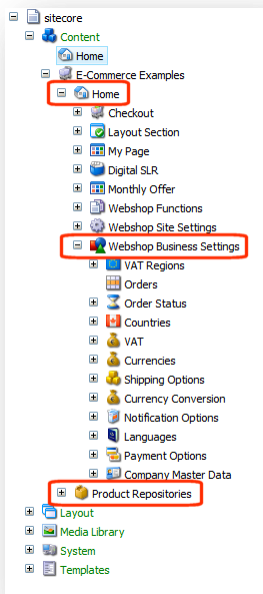 sitecore
Content
Home
E-Commerce Examples
Home
Checkout
Layout Section
My Page
Digital SLR
Monthly Offer
Webshop Functions
Webshop Site Settings
Webshop Business Settings
VAT Regions
Orders
Order Status
Countries
VAT
Currencies
Shipping Options
Currency Conversion
Notification Options
Languages
Payment Options
Company Master Data
Product Repositories
Layout
Media Library
System
Templates